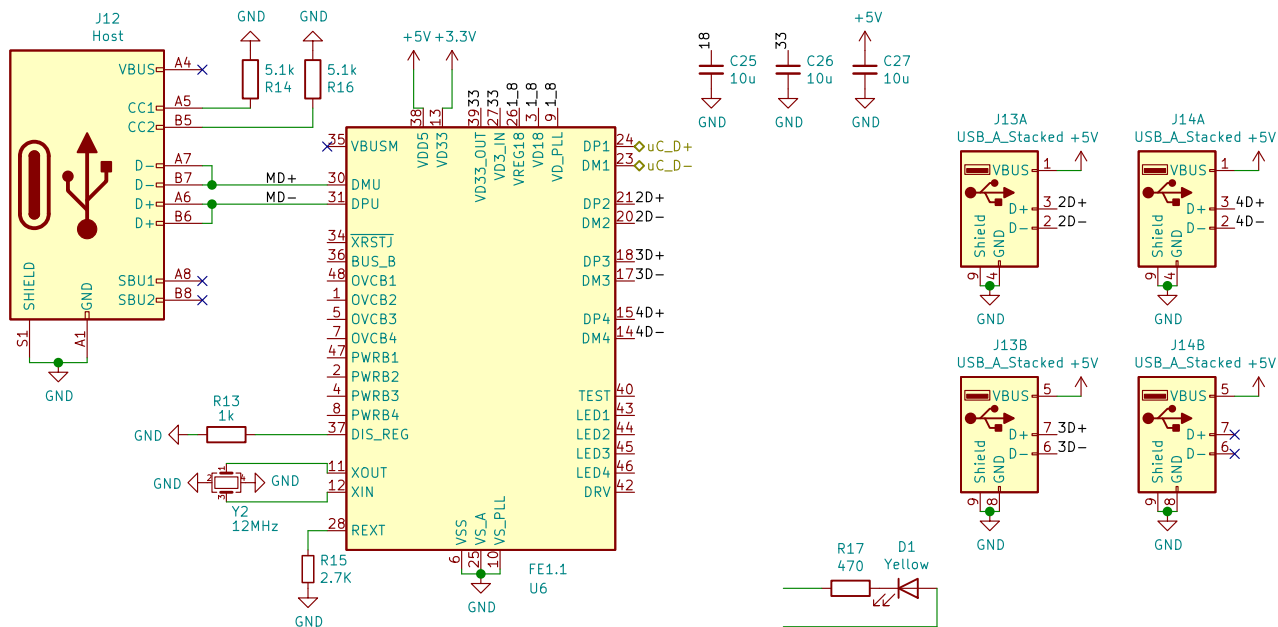 J12
Host
VBUS
A4
CC1
A5
CC2
B5
D-
A7
D-
B7
D+
A6
D+
B6
SBU1
A8
SBU2
B8
SHIELD
GND
S1
A1
GND
GND
5.1k
R14
GND
5.1k
R16
MD+
MD-
+5V
+3.3V
38
13
39
33
27
33
26
1_8
3
1_8
9
1_8
VDD5
VD33
VD33_OUT
VD3_IN
VREG18
VD18
VD_PLL
35
VBUSM
30
DMU
31
DPU
34
XRSTJ
36
BUS_B
48
OVCB1
1
OVCB2
5
OVCB3
7
OVCB4
47
PWRB1
2
PWRB2
4
PWRB3
8
PWRB4
37
DIS_REG
11
XOUT
12
XIN
28
REXT
DP1
24
uC_D+
DM1
23
uC_D-
DP2
21
2D+
DM2
20
2D-
DP3
18
3D+
DM3
17
3D-
DP4
15
4D+
DM4
14
4D-
TEST
40
LED1
43
LED2
44
LED3
45
LED4
46
DRV
42
VSS
VS_A
VS_PLL
6
25
10
GND
FE1.1
U6
R13
1k
GND
GND
1
2
4
3
GND
Y2
12MHz
R15
2.7K
GND
18
C25
10u
GND
33
C26
10u
GND
+5V
C27
10u
GND
J13A
USB_A_Stacked
+5V
VBUS
1
D+
3
2D+
D-
2
2D-
Shield
GND
9
4
GND
J14A
USB_A_Stacked
+5V
VBUS
1
D+
3
4D+
D-
2
4D-
Shield
GND
9
4
GND
J13B
USB_A_Stacked
+5V
VBUS
5
D+
7
3D+
D-
6
3D-
Shield
GND
9
8
GND
J14B
USB_A_Stacked
+5V
VBUS
5
D+
7
D-
6
Shield
GND
9
8
GND
R17
470
D1
Yellow